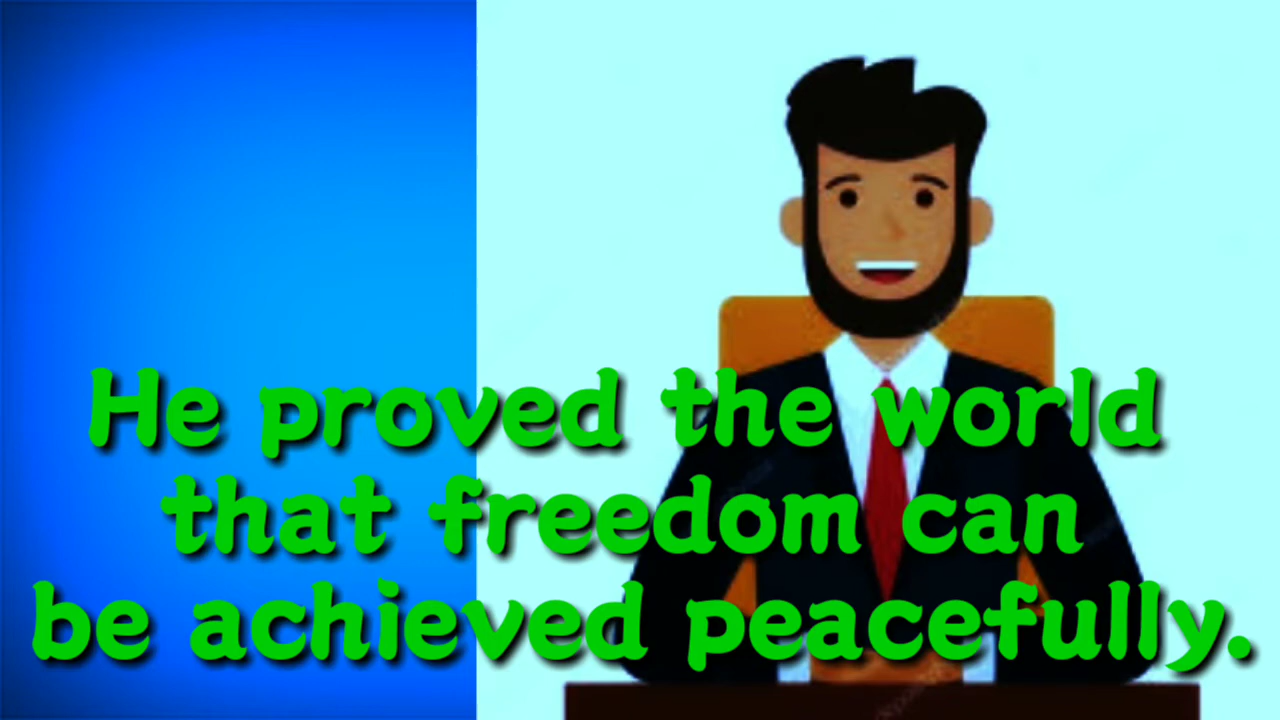 He proved the world
that freedom can
be achieved peacefully.